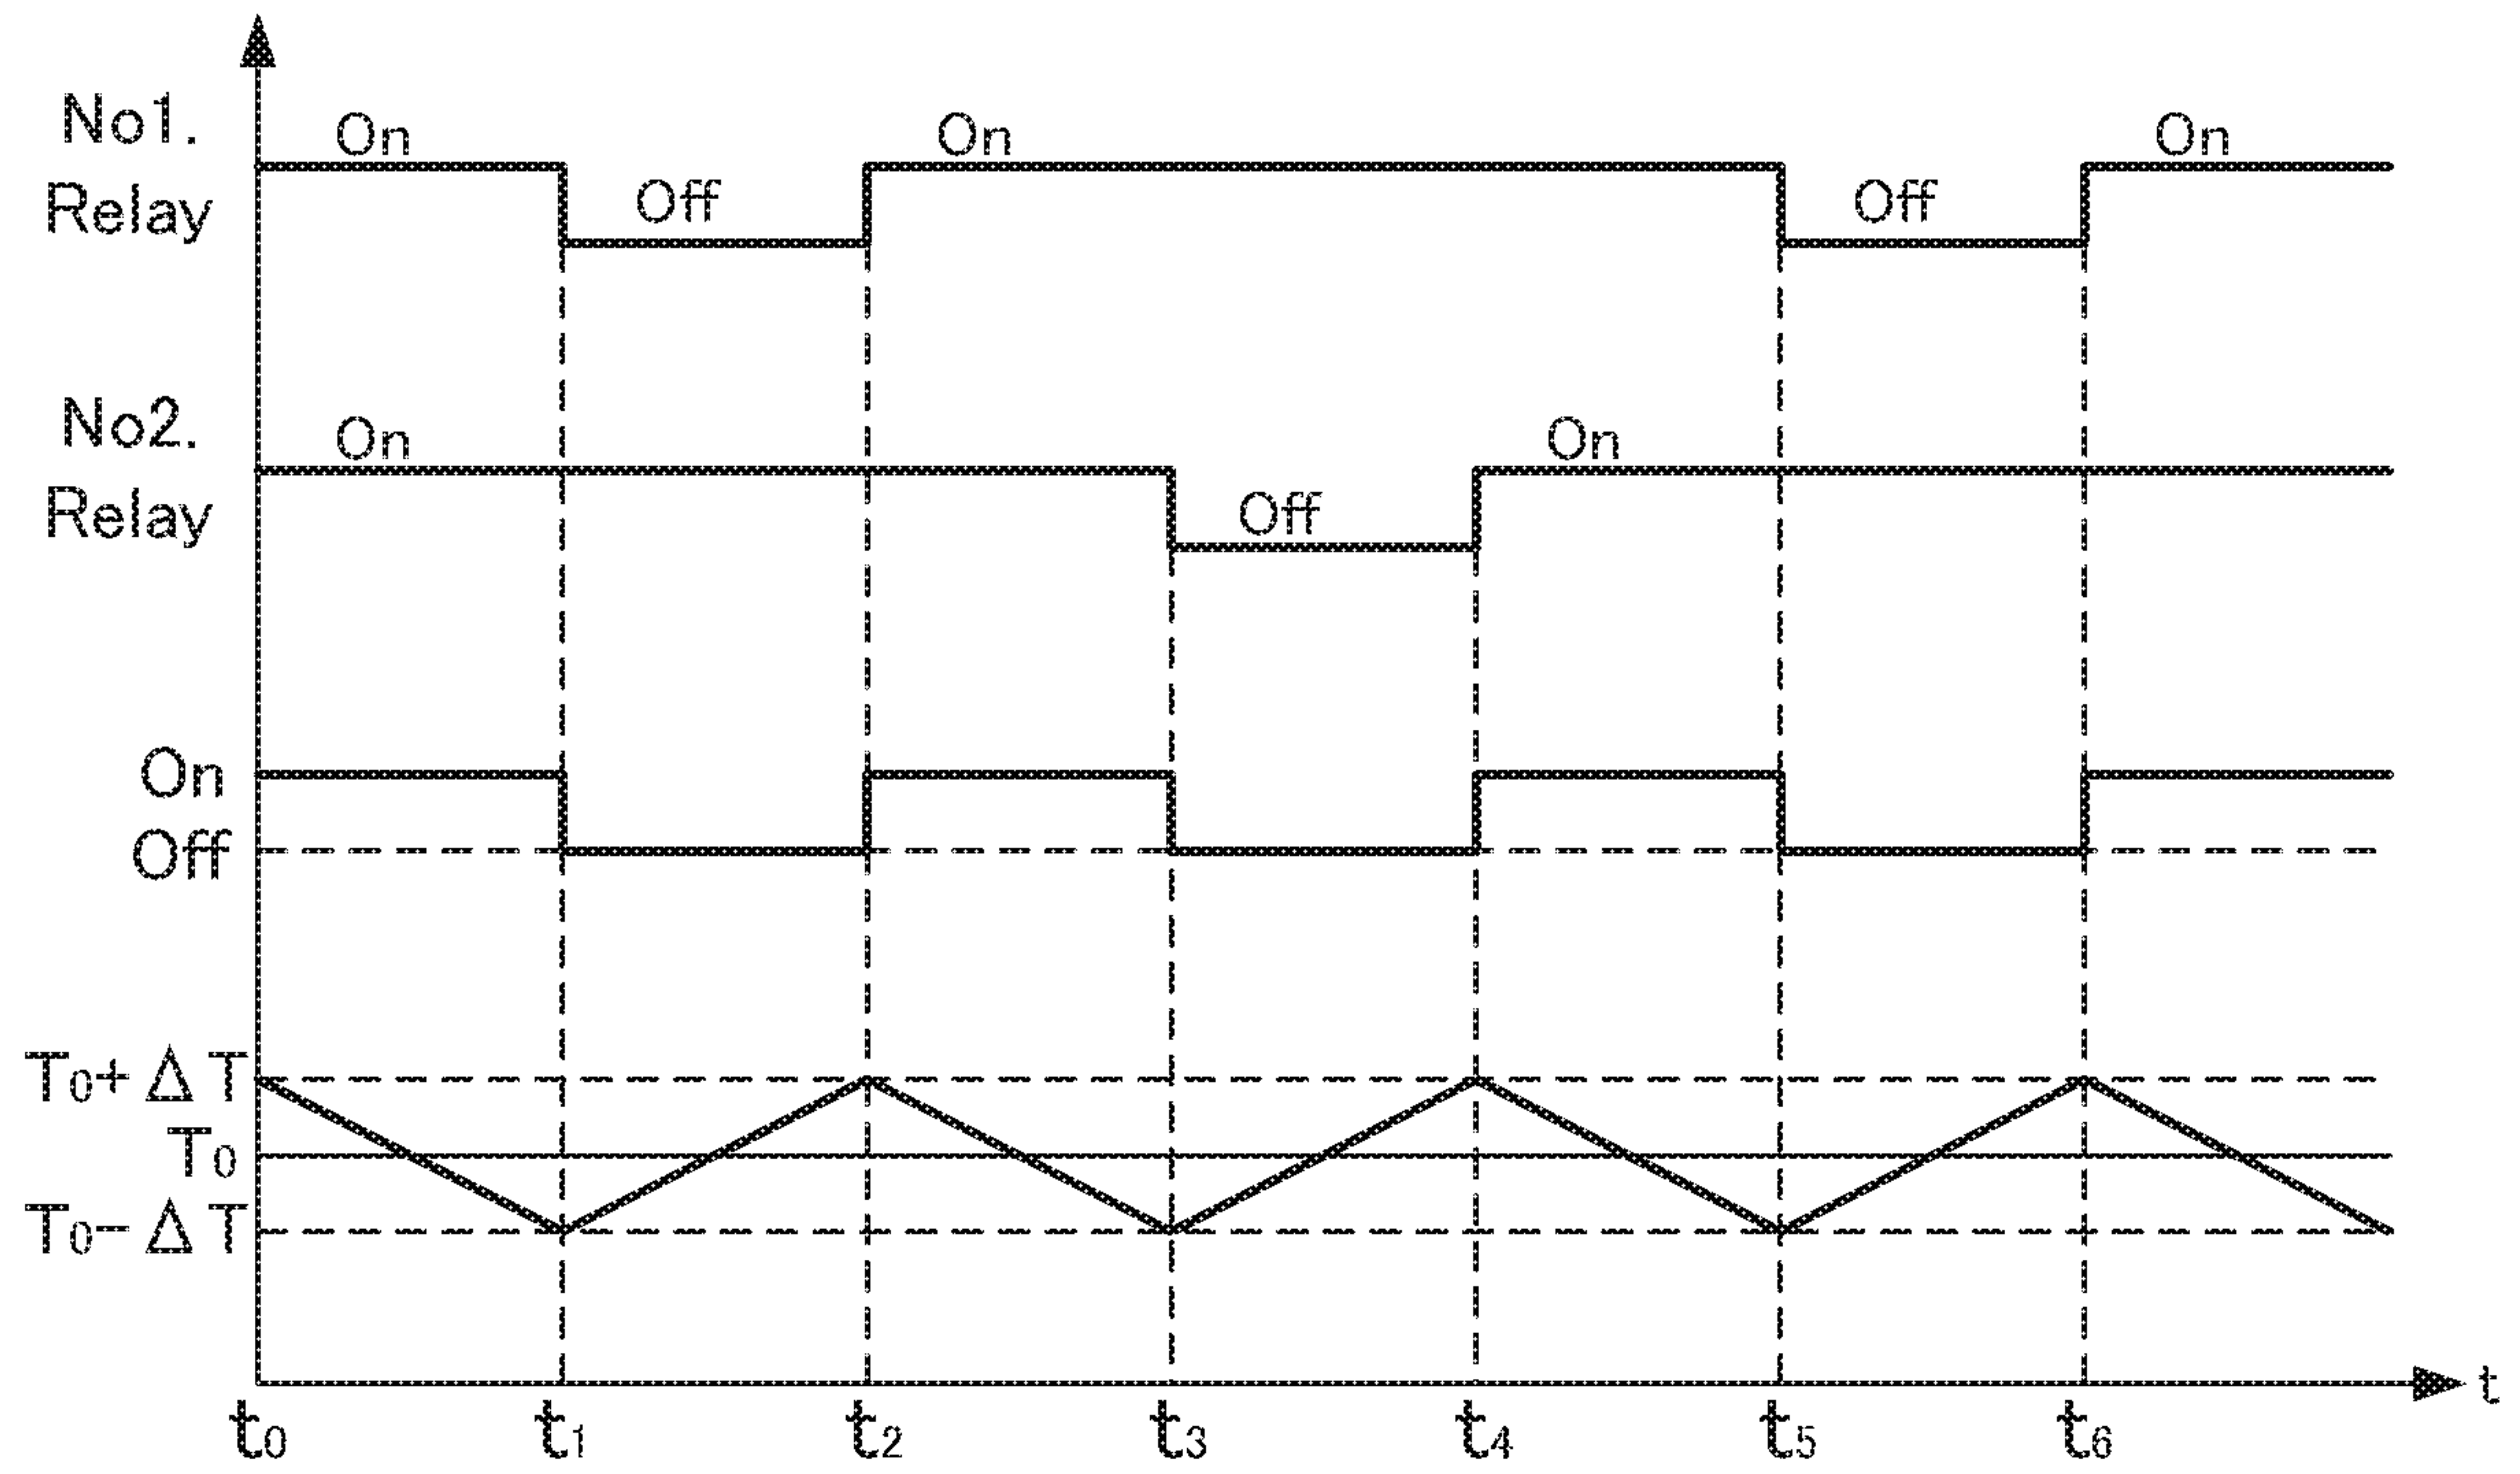 No1.
Relay
On
Off
On
Off
On
No2.
Relay
On
Off
On
On
Off
T0+ΔT
T0
T0-ΔT
t
t0 t1 t2 t3 t4 t5 t6